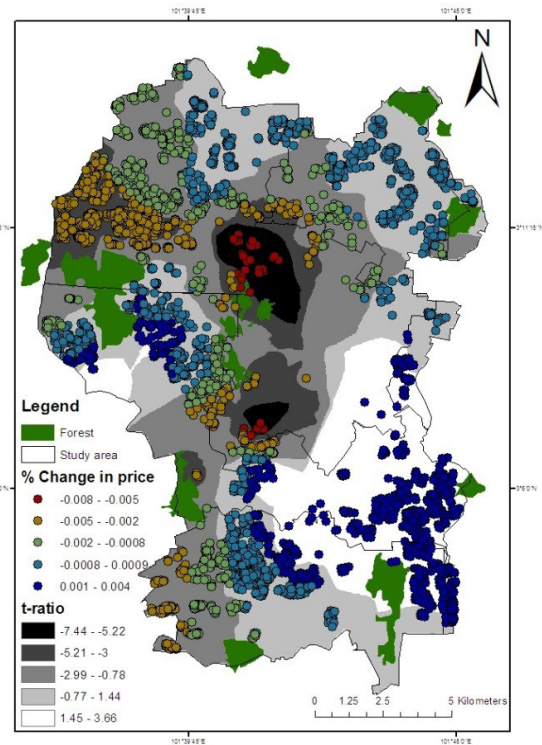 101°39'45"E
101°45'0"E
N
3°11'15"N
Legend
Forest
Study area
% Change in price
-0.008 - -0.005
-0.005 - -0.002
-0.002 - -0.0008
-0.0008 - -0.0009
0.001 - 0.004
t-ratio
-7.44 - -5.22
-5.21 - -3
-2.99 - -0.78
-0.77 - 1.44
1.45 - 3.66
3°6'0"N
0 1.25 2.5 5 Kilometers
101°39'45"E
101°45'0"E